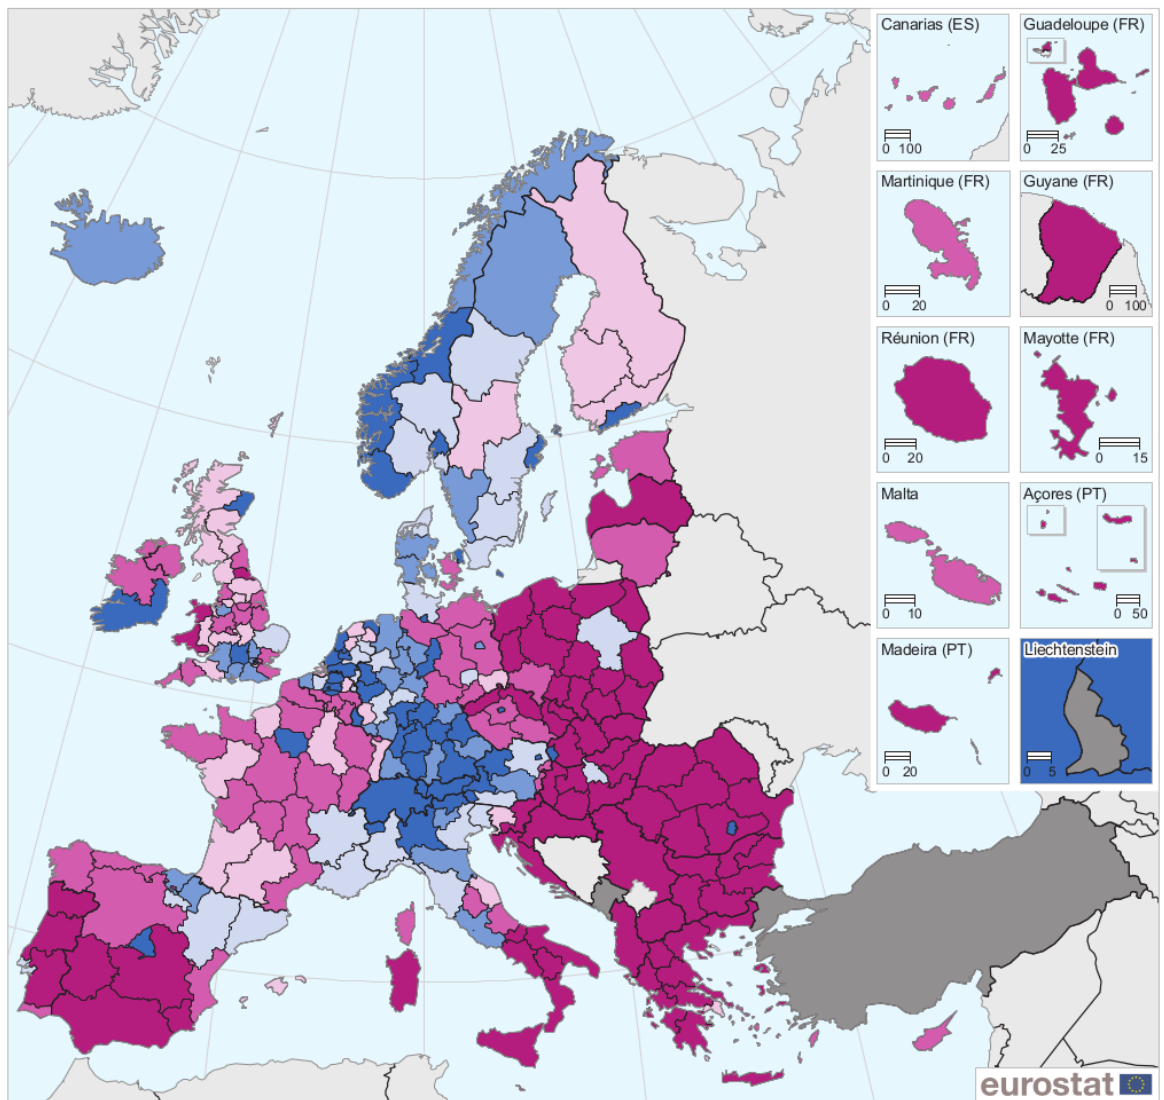 Canarias (ES)
0 100
Guadeloupe (FR)
0 25
Martinique (FR)
0 20
Guyane (FR)
0 100
Réunion (FR)
0 20
Mayotte (FR)
0 15
Malta
0 10
Açores (PT)
0 50
Madeira (PT)
0 20
Liechtenstein
0 5
eurostat